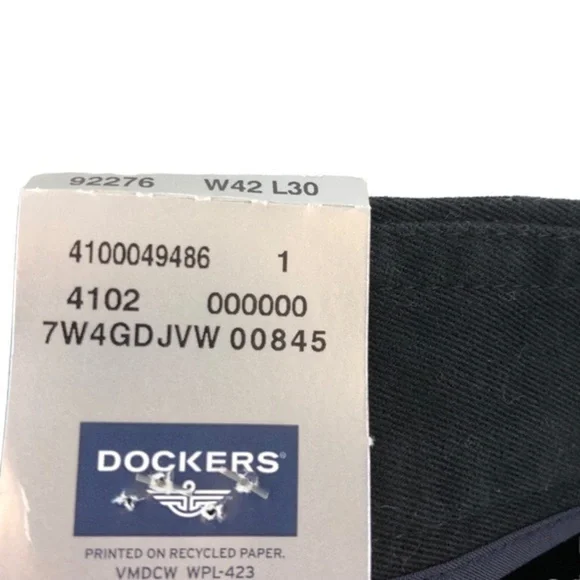 92276 W42 L30
4100049486 1
4102 000000
7W4GDJVW 00845
DOCKERS®
PRINTED ON RECYCLED PAPER.
VMDCW WPL-423